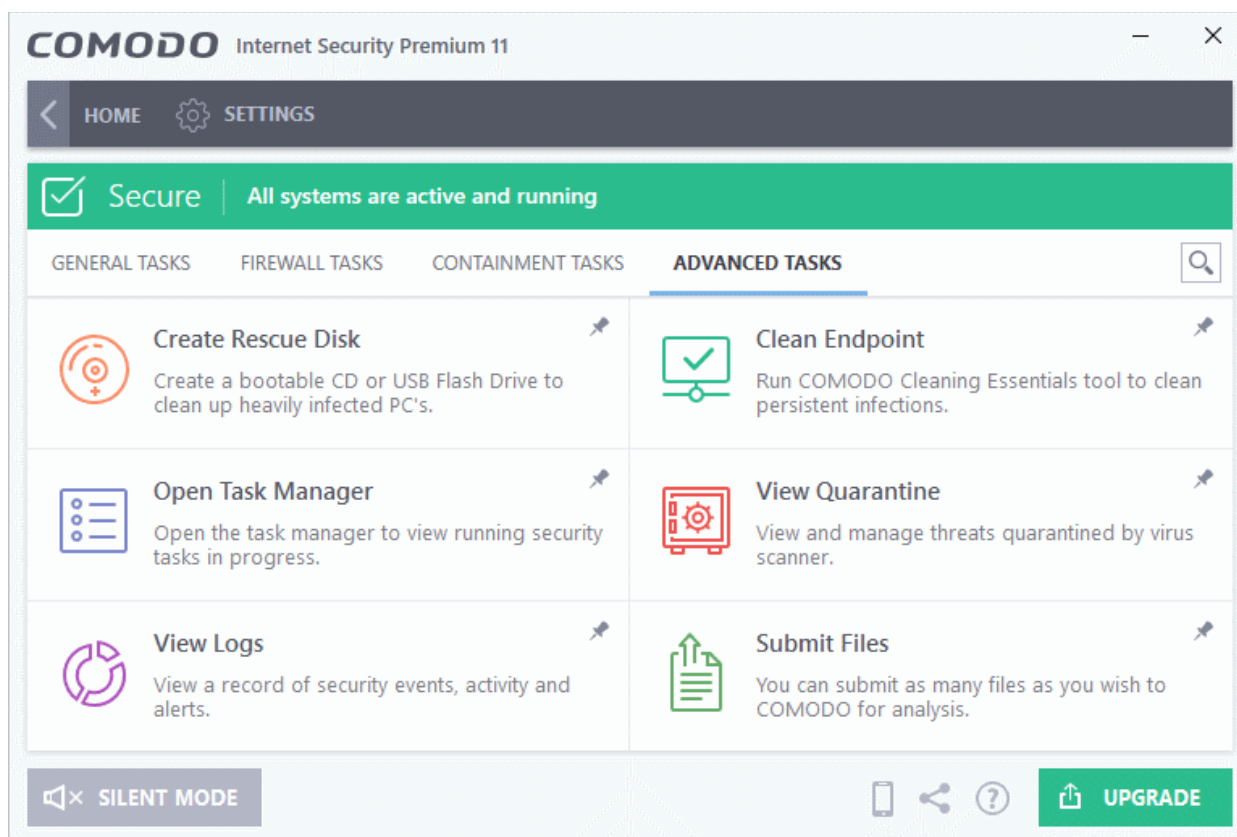 COMODO Internet Security Premium 11
HOME SETTINGS
Secure All systems are active and running
GENERAL TASKS FIREWALL TASKS CONTAINMENT TASKS ADVANCED TASKS
Create Rescue Disk
Create a bootable CD or USB Flash Drive to
clean up heavily infected PC's.
Clean Endpoint
Run COMODO Cleaning Essentials tool to clean
persistent infections.
Open Task Manager
Open the task manager to view running security
tasks in progress.
View Quarantine
View and manage threats quarantined by virus
scanner.
View Logs
View a record of security events, activity and
alerts.
Submit Files
You can submit as many files as you wish to
COMODO for analysis.
SILENT MODE
UPGRADE